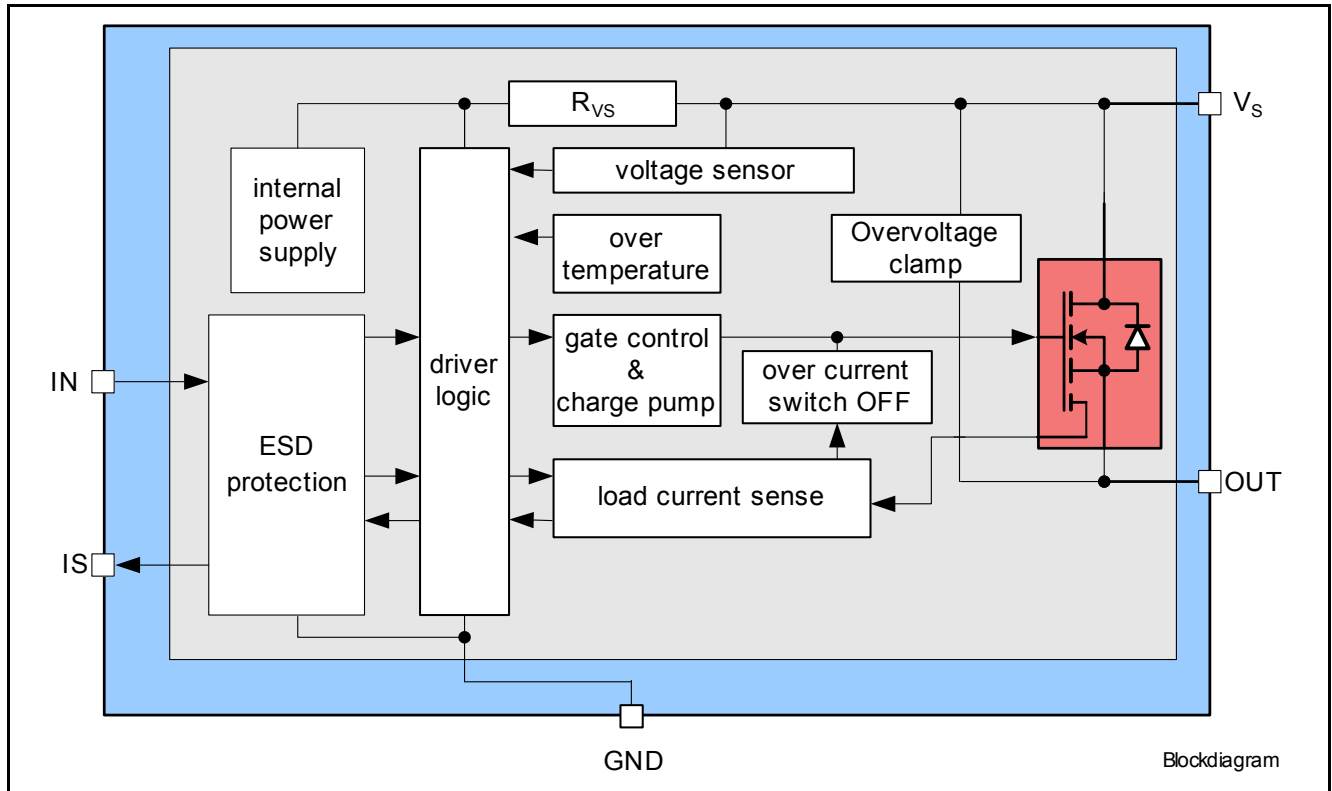 R_VS
V_S
voltage sensor
internal
power
supply
over
temperature
Overvoltage
clamp
gate control
&
charge pump
driver
logic
over current
switch OFF
IN
ESD
protection
load current sense
OUT
IS
GND
Blockdiagram